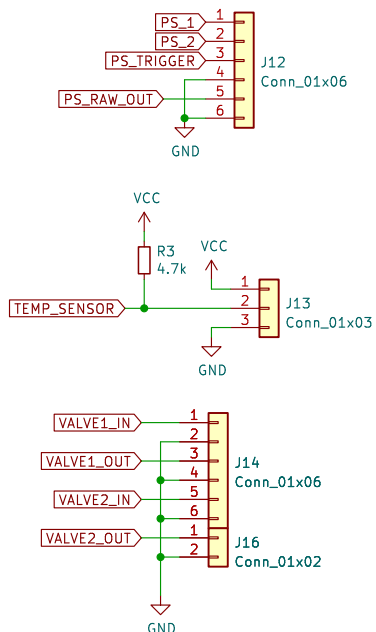 PS_1 1
PS_2 2
PS_TRIGGER 3
4
PS_RAW_OUT 5
6
J12
Conn_01x06
GND
VCC
R3
4.7k
VCC
TEMP_SENSOR
1
2
3
J13
Conn_01x03
GND
VALVE1_IN 1
2
VALVE1_OUT 3
4
VALVE2_IN 5
6
J14
Conn_01x06
VALVE2_OUT 1
2
J16
Conn_01x02
GND